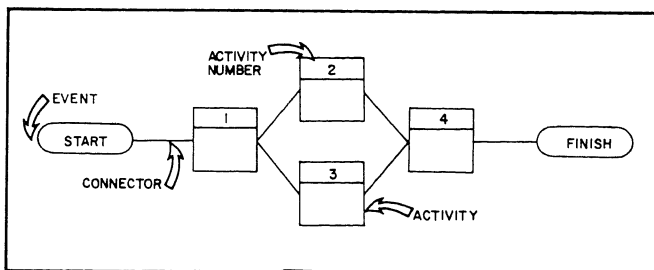 ACTIVITY
NUMBER
2
EVENT
START
1
4
FINISH
CONNECTOR
3
ACTIVITY